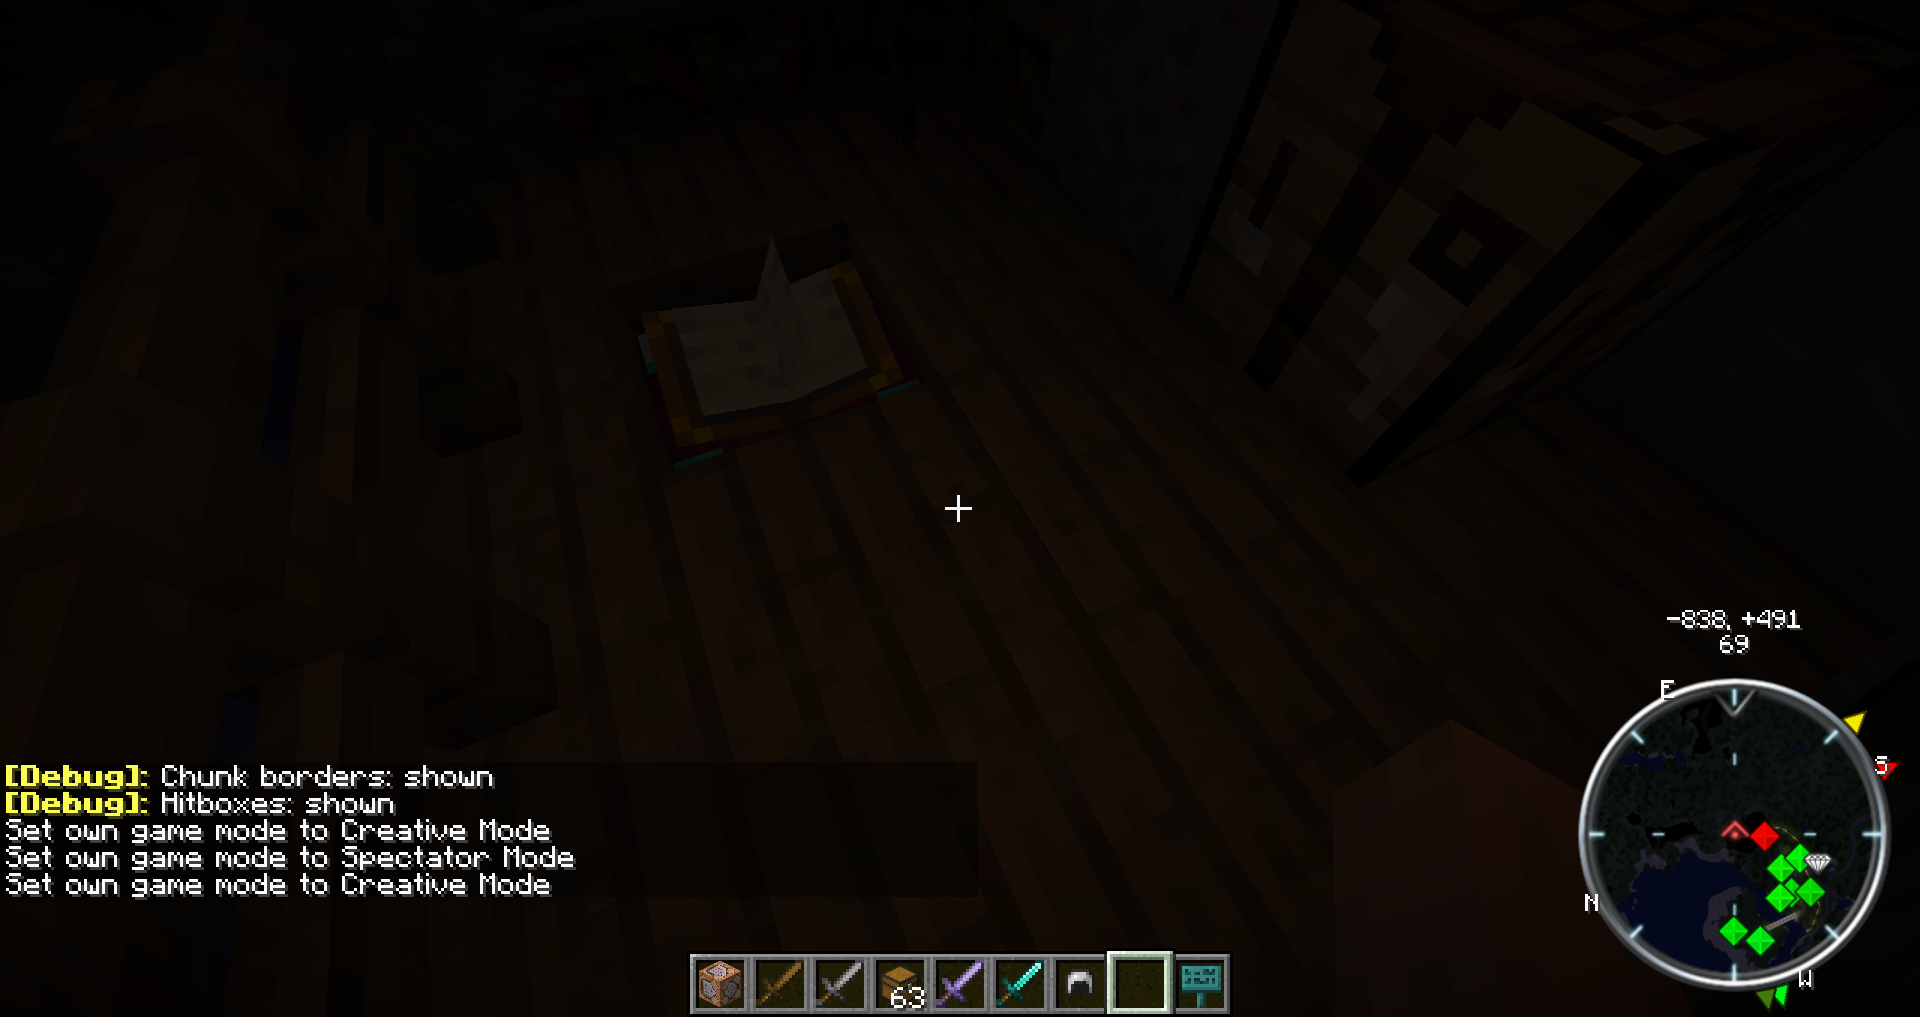 -838, +491
69
E
S
N
W
[Debug]: Chunk borders: shown
[Debug]: Hitboxes: shown
Set own game mode to Creative Mode
Set own game mode to Spectator Mode
Set own game mode to Creative Mode
63